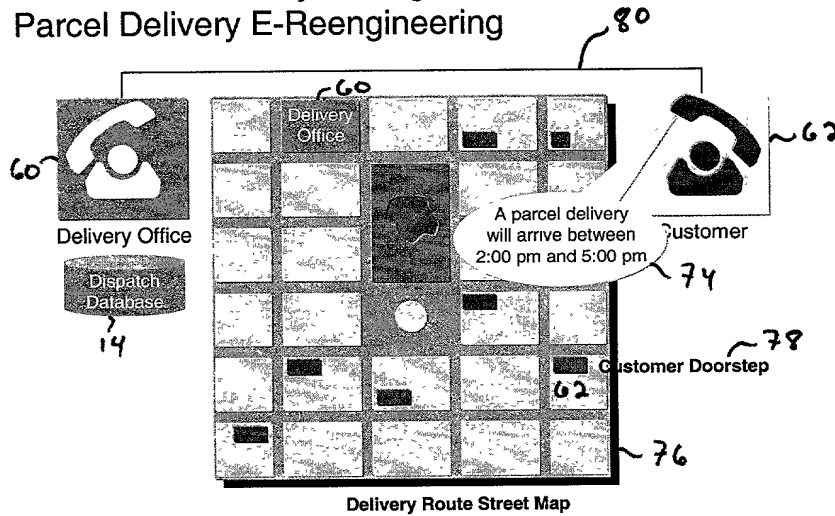 Parcel Delivery E-Reengineering
80
60
Delivery
Office
60
62
A parcel delivery
will arrive between
2:00 pm and 5:00 pm
Delivery Office
Customer
74
Dispatch
Database
14
78
Customer Doorstep
62
76
Delivery Route Street Map